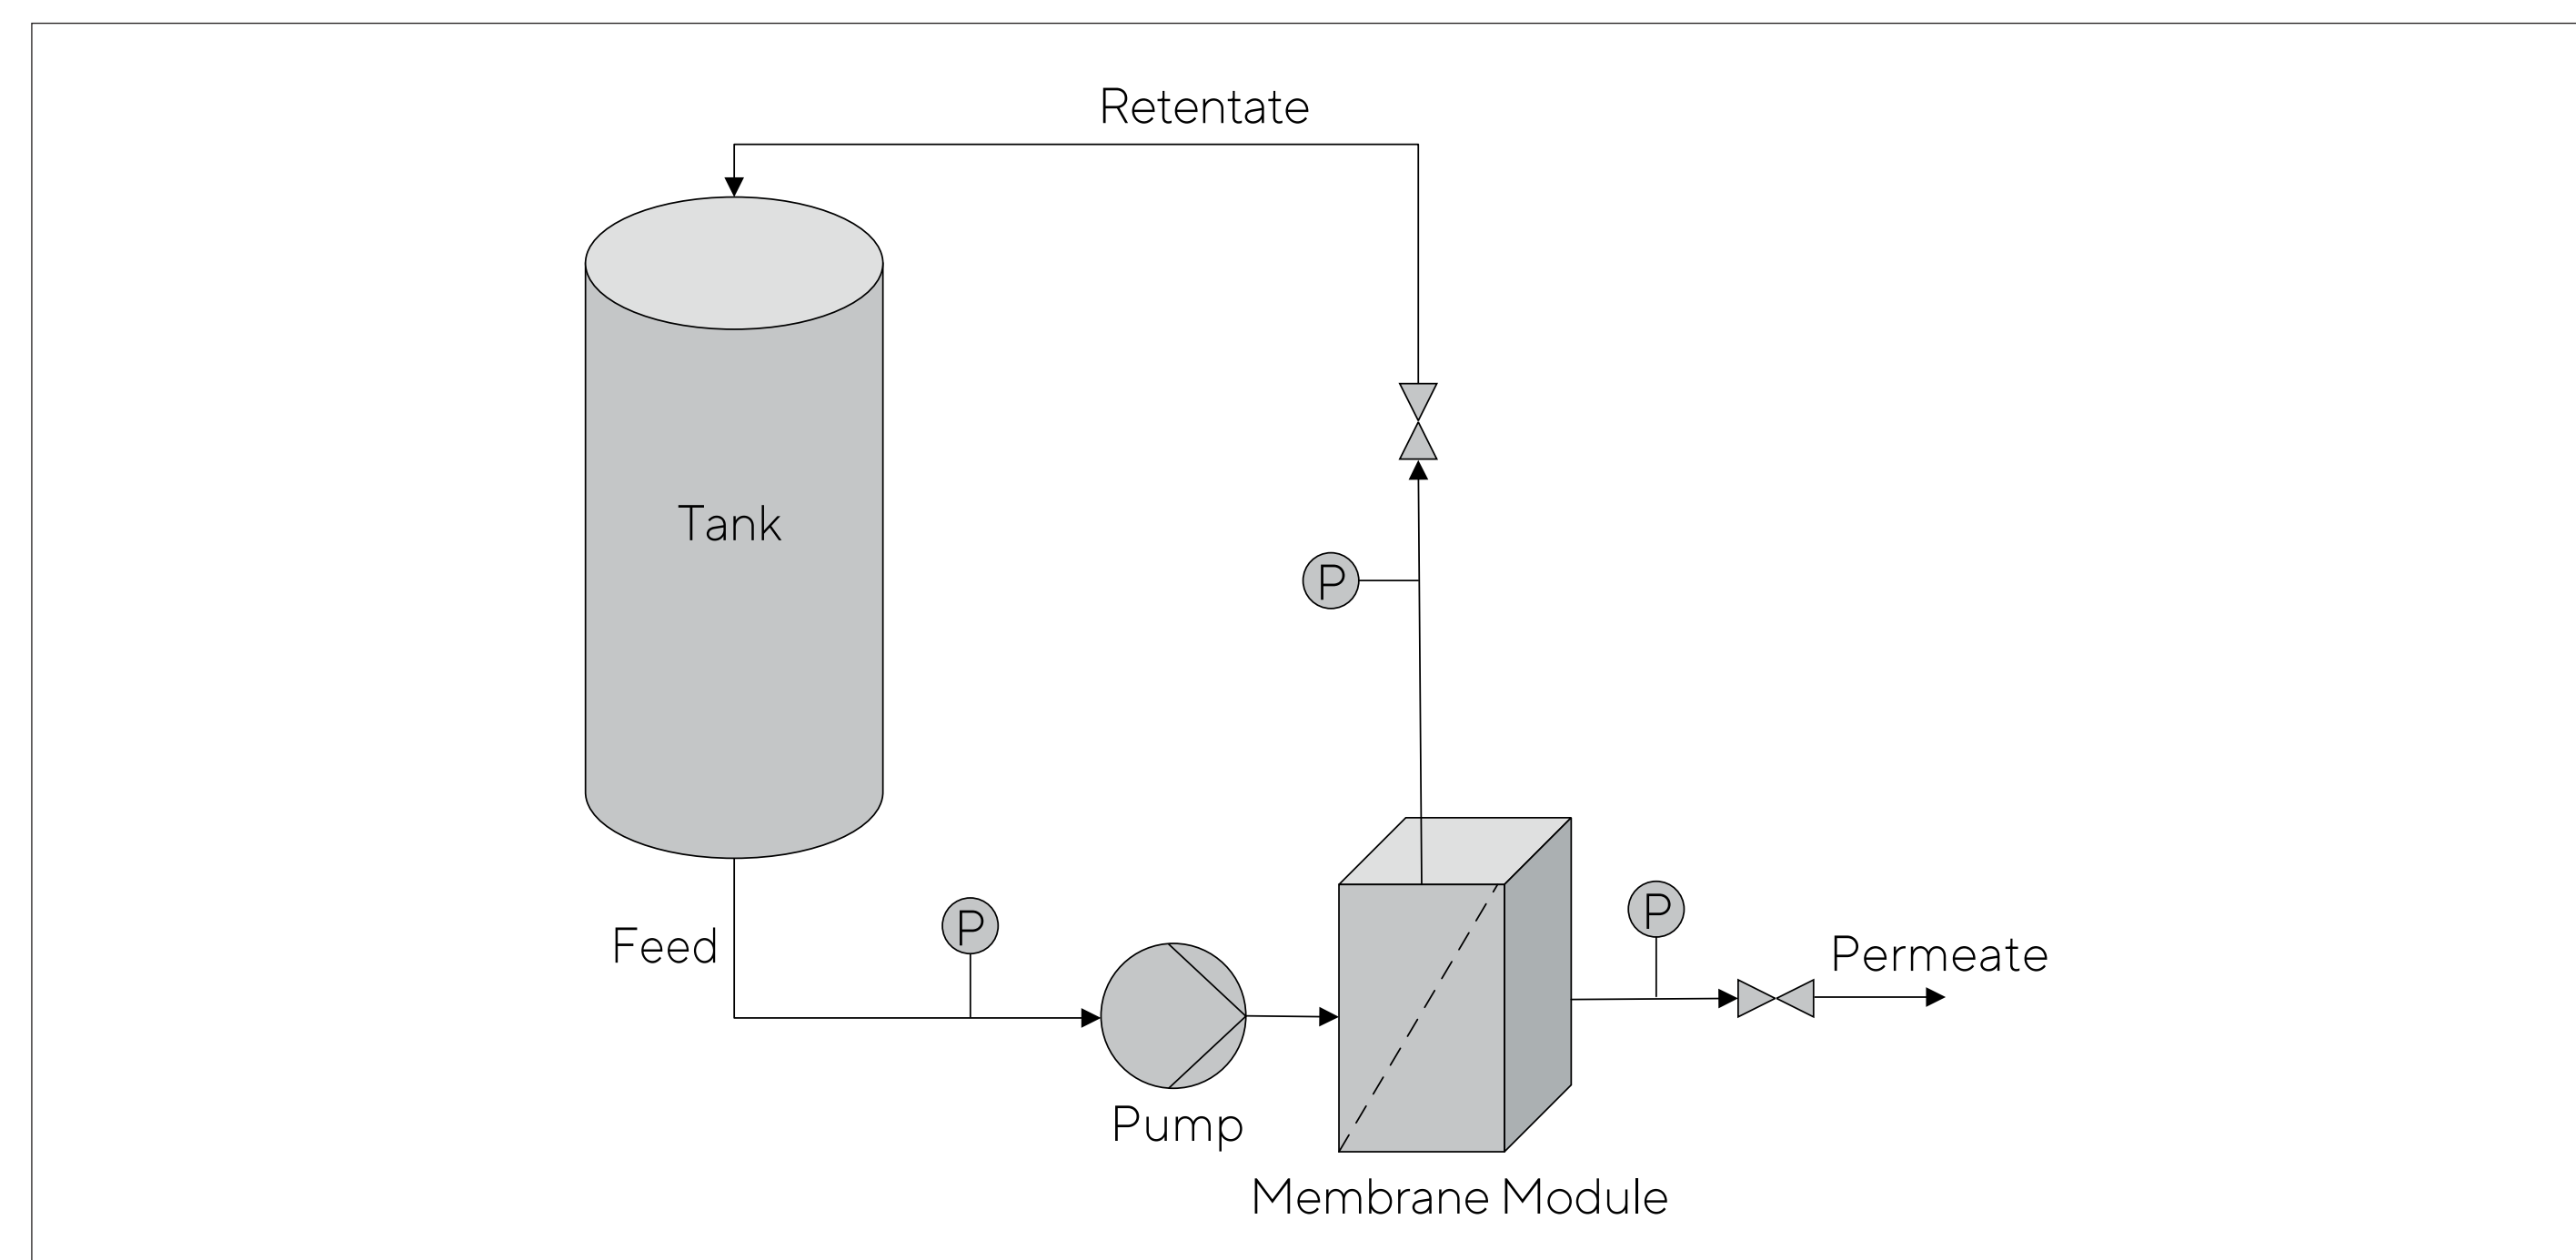 Retentate
Tank
P
P
P
Feed
Permeate
Pump
Membrane Module